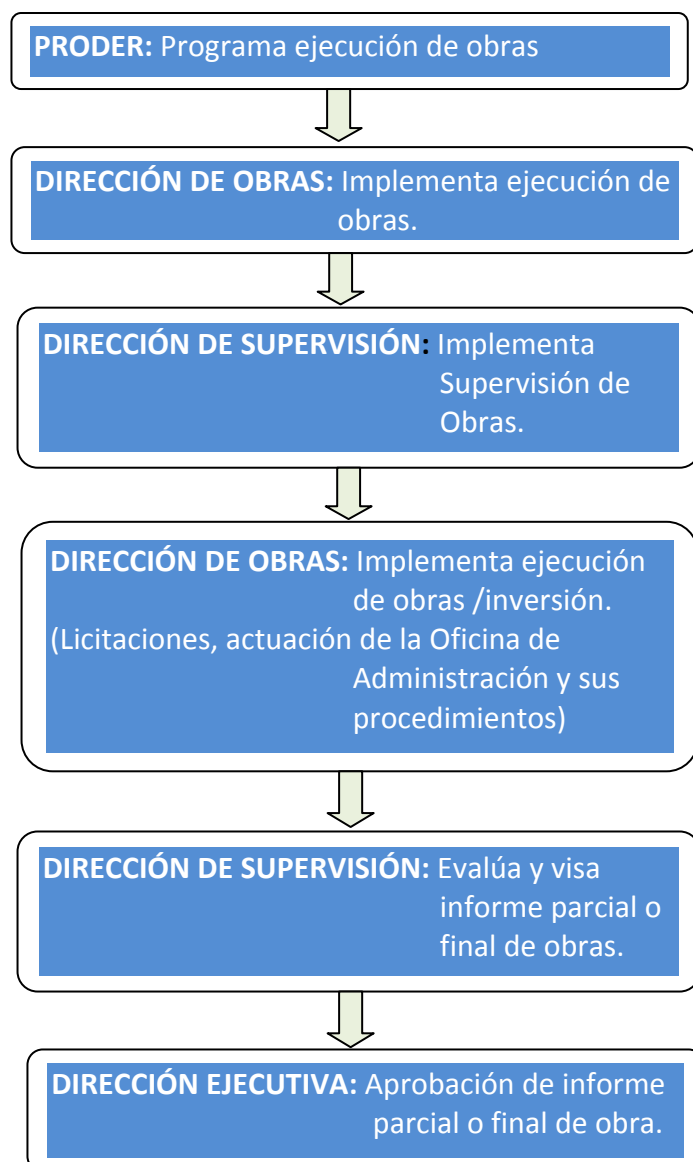 PRODER: Programa ejecución de obras
DIRECCIÓN DE OBRAS: Implementa ejecución de
obras.
DIRECCIÓN DE SUPERVISIÓN: Implementa
Supervisión de
Obras.
DIRECCIÓN DE OBRAS: Implementa ejecución
de obras /inversión.
(Licitaciones, actuación de la Oficina de
Administración y sus
procedimientos)
DIRECCIÓN DE SUPERVISIÓN: Evalúa y visa
informe parcial o
final de obras.
DIRECCIÓN EJECUTIVA: Aprobación de informe
parcial o final de obra.